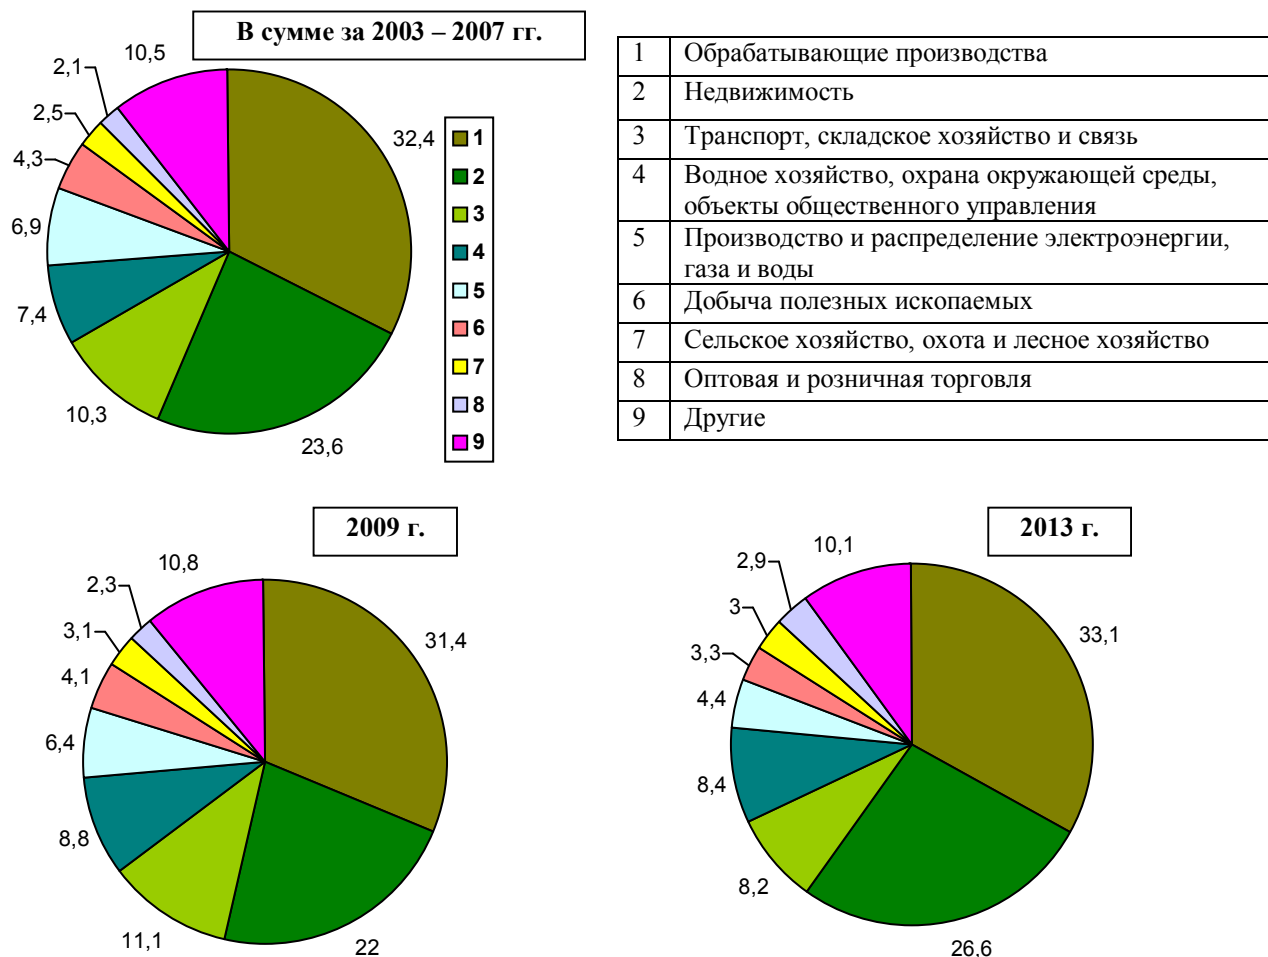 В сумме за 2003 – 2007 гг.
10,5
2,1
2,5
4,3
6,9
7,4
10,3
23,6
32,4
1
2
3
4
5
6
7
8
9
1 Обрабатывающие производства
2 Недвижимость
3 Транспорт, складское хозяйство и связь
4 Водное хозяйство, охрана окружающей среды,
объекты общественного управления
5 Производство и распределение электроэнергии,
газа и воды
6 Добыча полезных ископаемых
7 Сельское хозяйство, охота и лесное хозяйство
8 Оптовая и розничная торговля
9 Другие
2009 г.
10,8
2,3
3,1
4,1
6,4
8,8
11,1
22
31,4
2013 г.
10,1
2,9
3
3,3
4,4
8,4
8,2
26,6
33,1